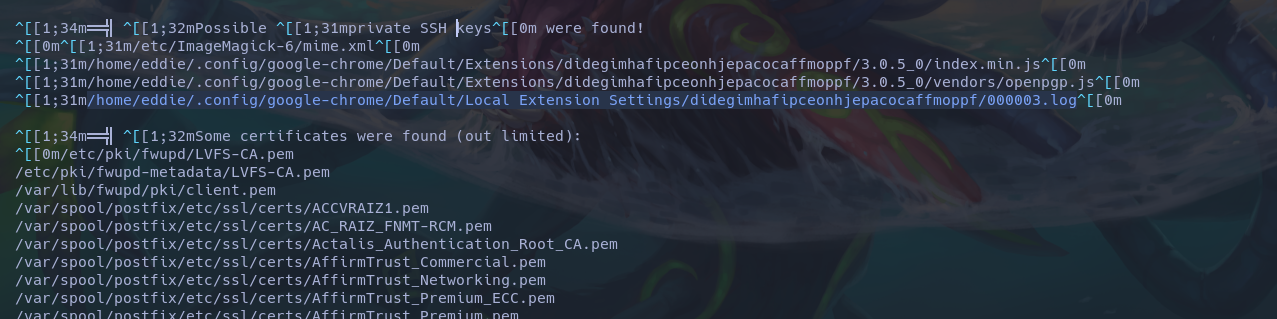 ^[[1;34m══╣ ^[[1;32mPossible ^[[1;31mprivate SSH keys^[[0m were found!
^[[0m^[[1;31m/etc/ImageMagick-6/mime.xml^[[0m
^[[1;31m/home/eddie/.config/google-chrome/Default/Extensions/didegimhafipceonhjepacocaffmoppf/3.0.5_0/index.min.js^[[0m
^[[1;31m/home/eddie/.config/google-chrome/Default/Extensions/didegimhafipceonhjepacocaffmoppf/3.0.5_0/vendors/openpgp.js^[[0m
^[[1;31m/home/eddie/.config/google-chrome/Default/Local Extension Settings/didegimhafipceonhjepacocaffmoppf/000003.log^[[0m
^[[1;34m══╣ ^[[1;32mSome certificates were found (out limited):
^[[0m/etc/pki/fwupd/LVFS-CA.pem
/etc/pki/fwupd-metadata/LVFS-CA.pem
/var/lib/fwupd/pki/client.pem
/var/spool/postfix/etc/ssl/certs/ACCVRAIZ1.pem
/var/spool/postfix/etc/ssl/certs/AC_RAIZ_FNMT-RCM.pem
/var/spool/postfix/etc/ssl/certs/Actalis_Authentication_Root_CA.pem
/var/spool/postfix/etc/ssl/certs/AffirmTrust_Commercial.pem
/var/spool/postfix/etc/ssl/certs/AffirmTrust_Networking.pem
/var/spool/postfix/etc/ssl/certs/AffirmTrust_Premium_ECC.pem
/var/spool/postfix/etc/ssl/certs/AffirmTrust_Premium.pem